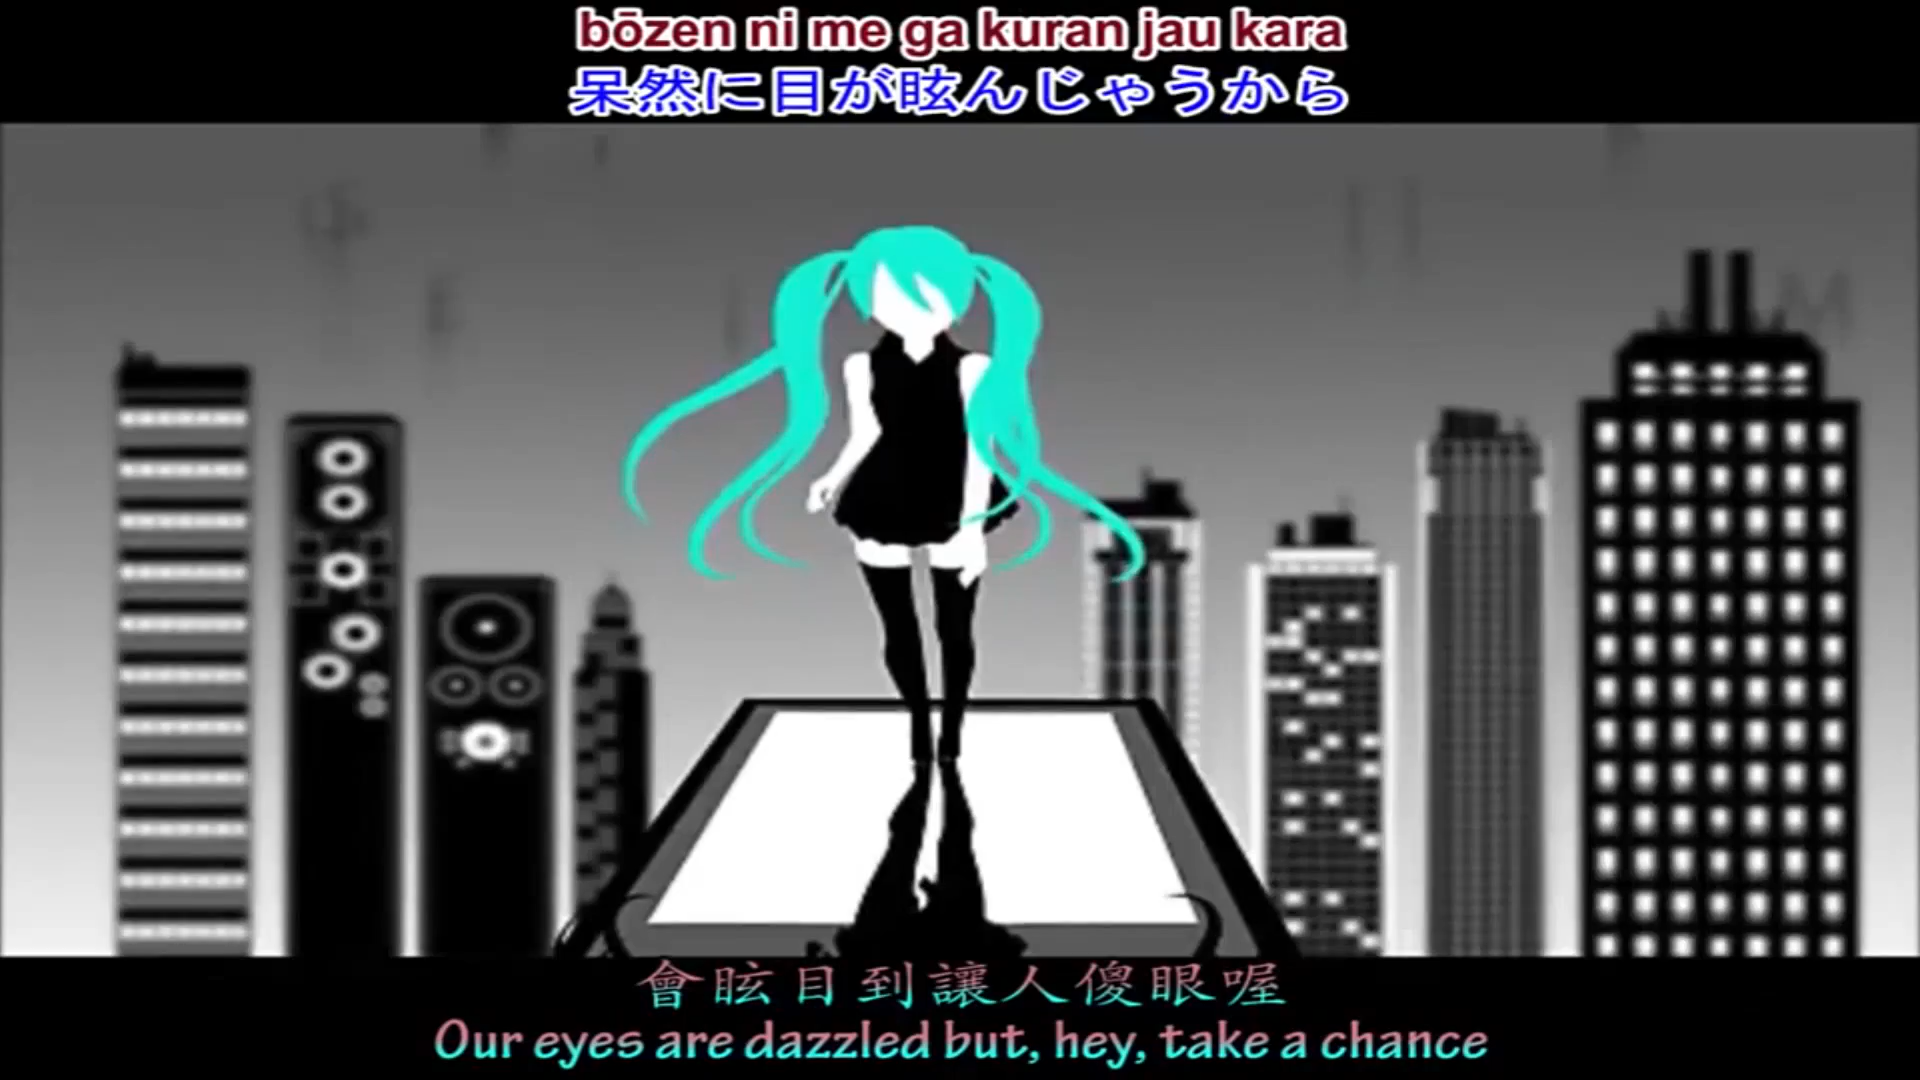 bōzen ni me ga kuran jau kara
呆然に目が眩んじゃうから
會眩目到讓人傻眼喔
Our eyes are dazzled but, hey, take a chance